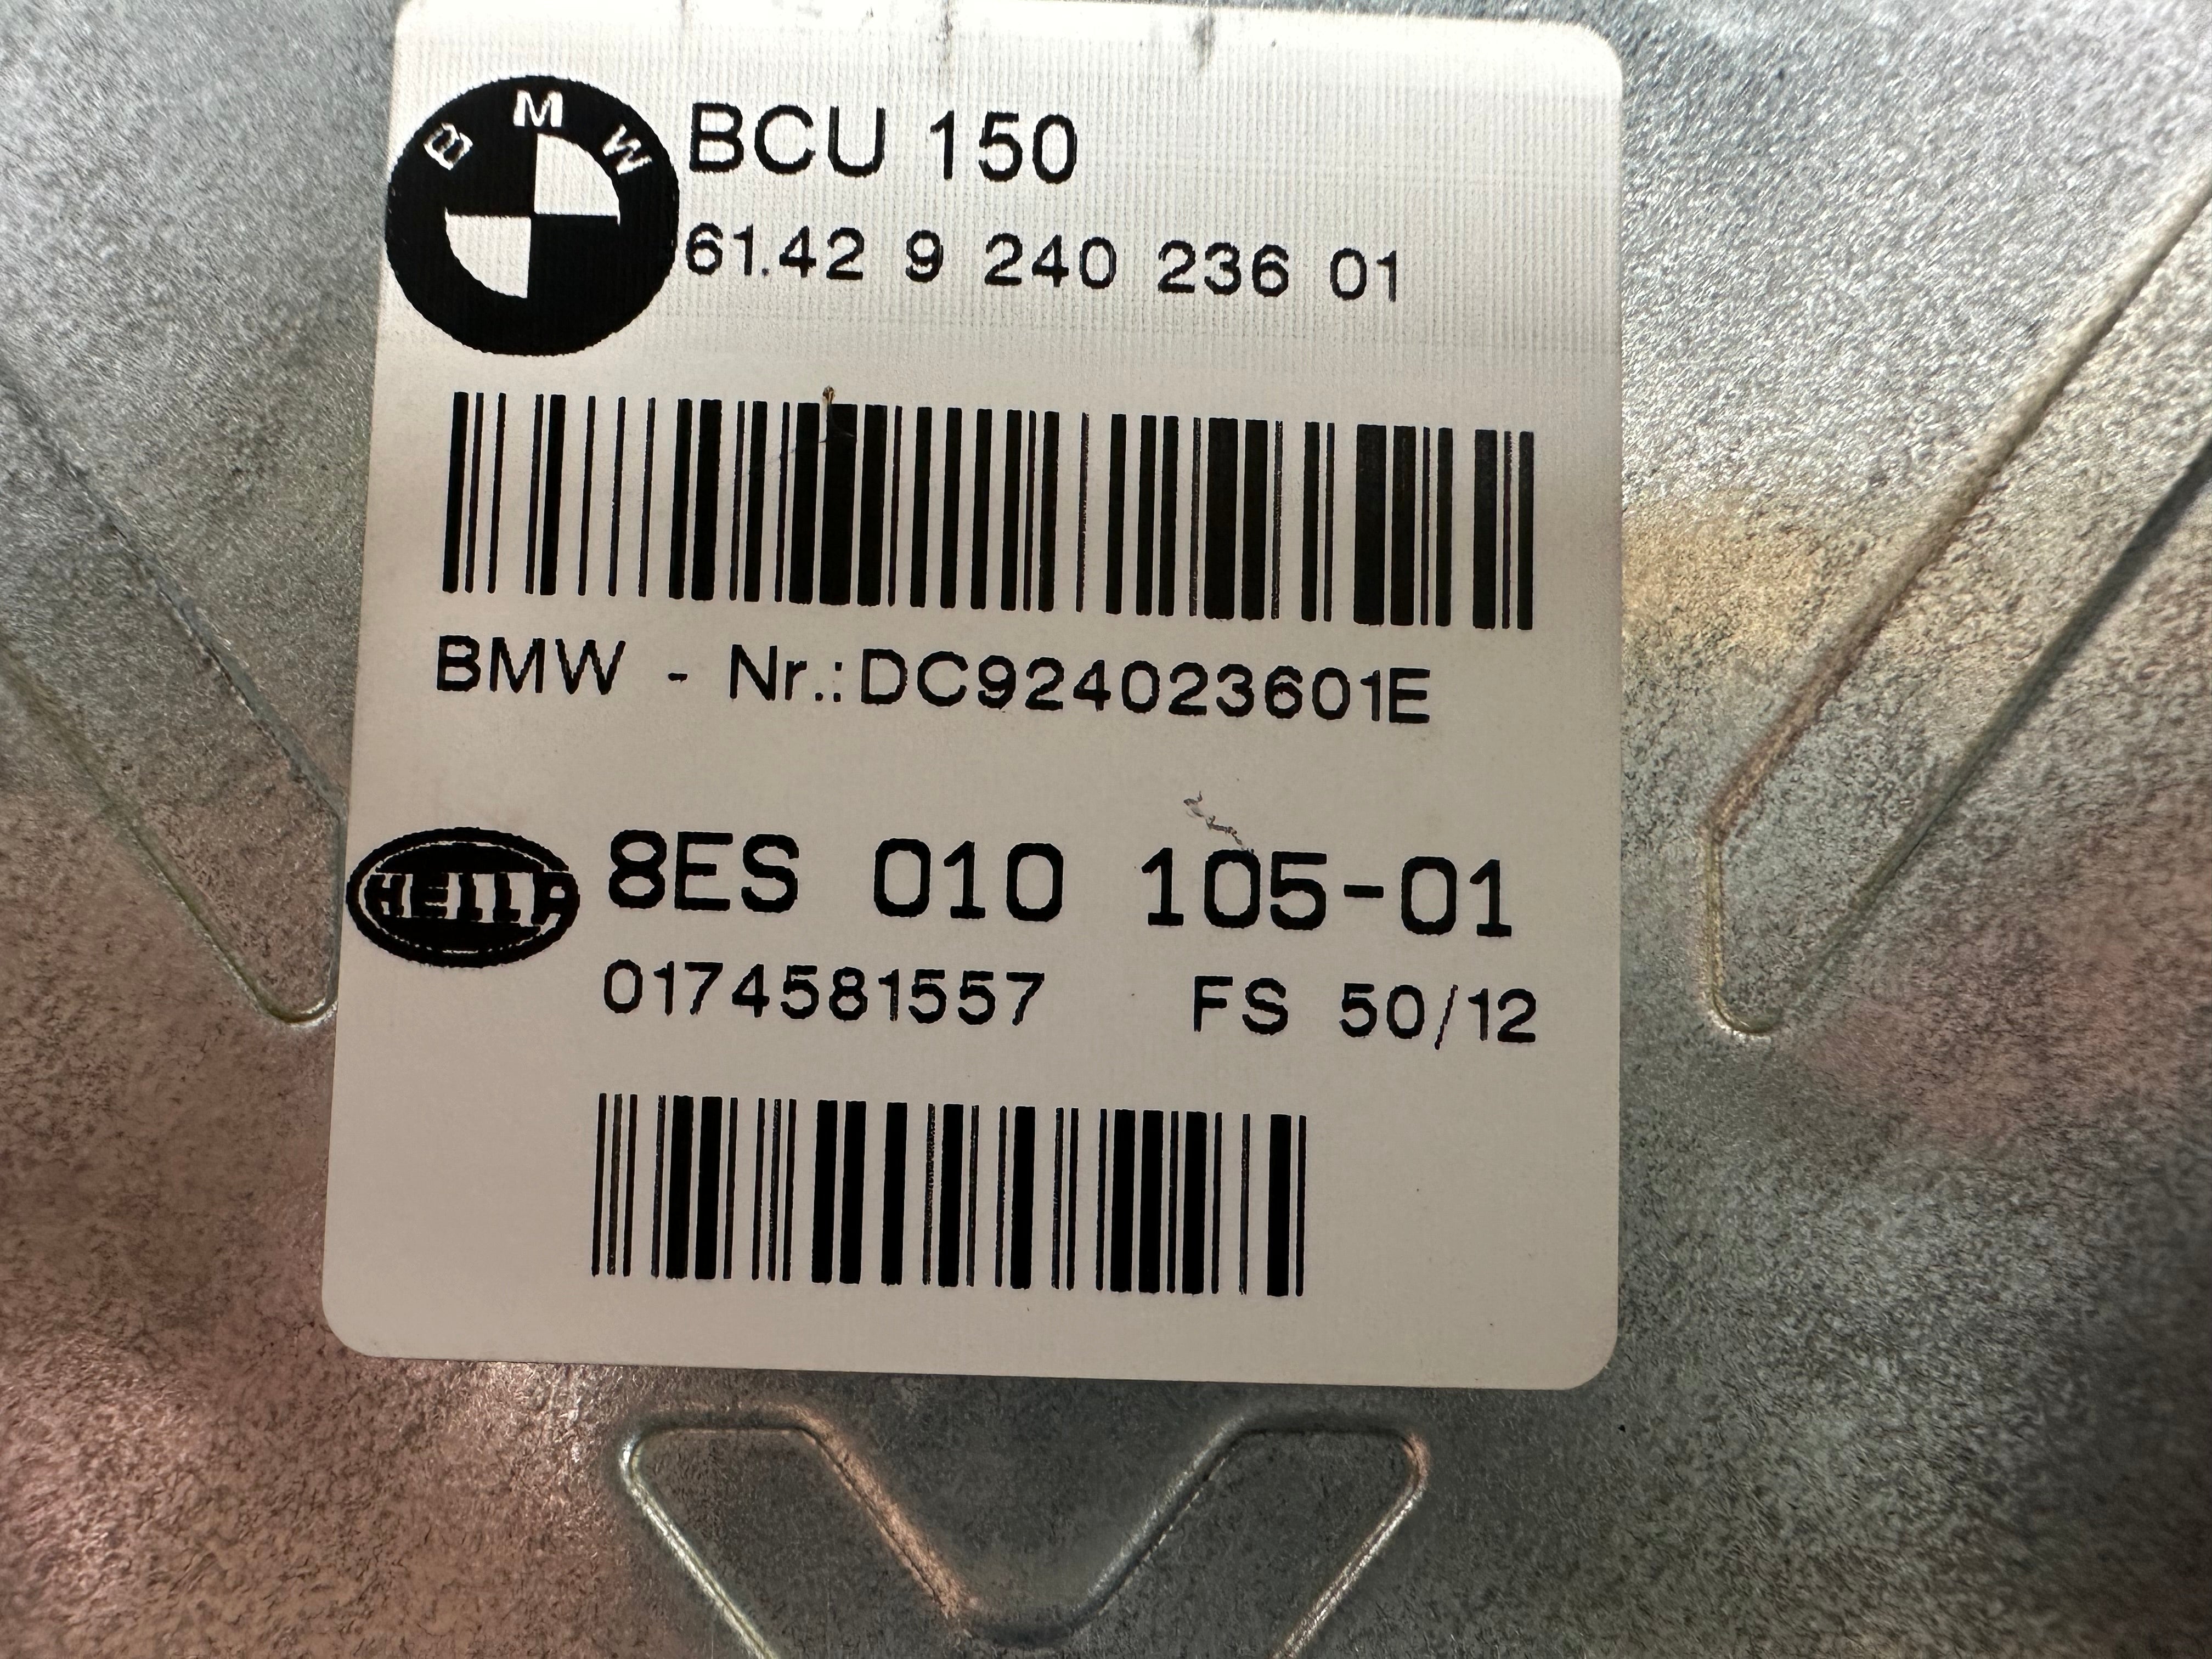 BMW
BCU 150
61.42 9 240 236 01
BMW - Nr.:DC924023601E
HELLA
8ES 010 105-01
0174581557 FS 50/12